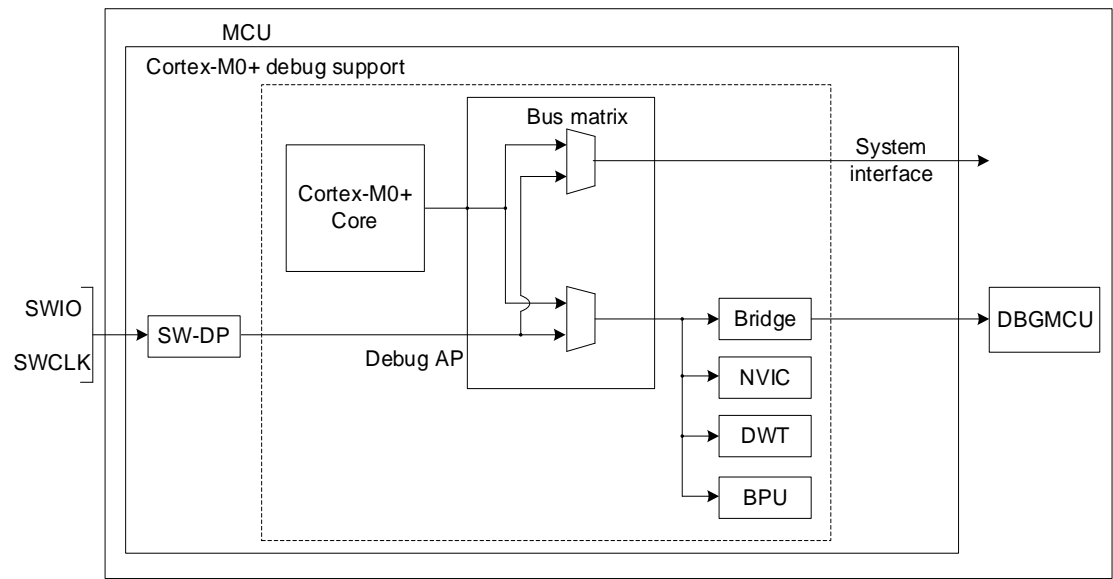 MCU
Cortex-M0+ debug support
Bus matrix
System
interface
Cortex-M0+
Core
SWIO
SWCLK
SW-DP
Debug AP
Bridge
DBGMCU
NVIC
DWT
BPU